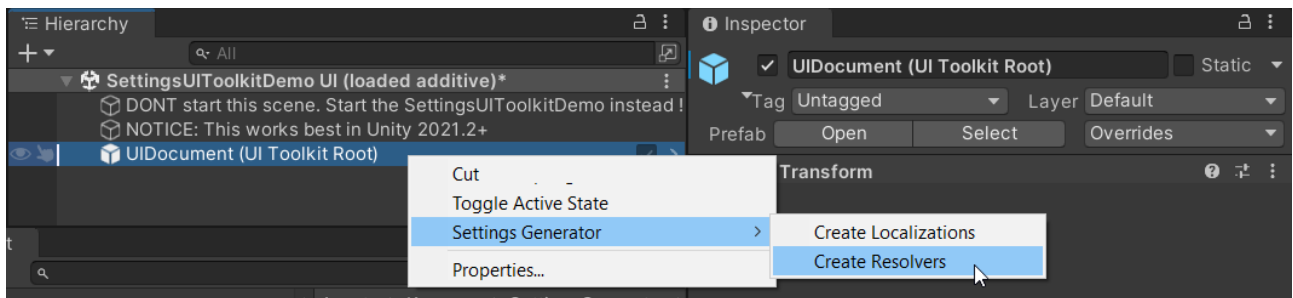 Hierarchy
All
SettingsUIToolkitDemo UI (loaded additive)*
DONT start this scene. Start the SettingsUIToolkitDemo instead !
NOTICE: This works best in Unity 2021.2+
UIDocument (UI Toolkit Root)
Cut
Toggle Active State
Settings Generator
Properties...
Create Localizations
Create Resolvers
Inspector
UIDocument (UI Toolkit Root)
Static
Tag Untagged
Layer Default
Prefab Open Select Overrides
Transform